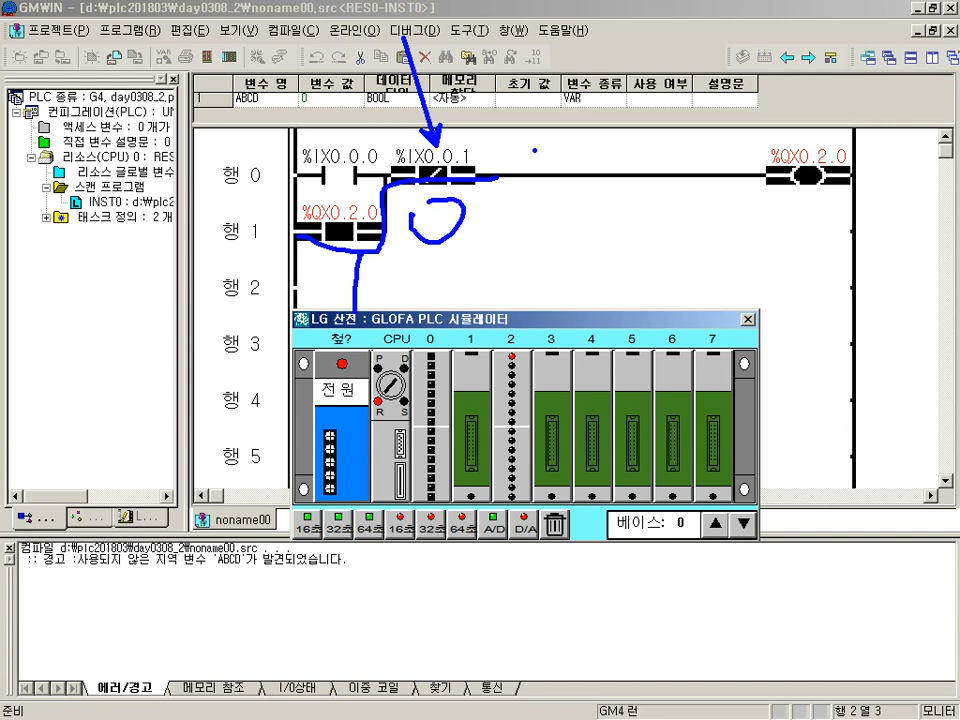 GMWIN - [d:\plc201803\day0308_2\noname00.src<RES0-INST0>]
프로젝트(P) 프로그램(R) 편집(E) 보기(V) 컴파일(C) 온라인(O) 디버그(D) 도구(T) 창(W) 도움말(H)
변수 명 변수 값 데이터 타입 메모리 할당 초기 값 변수 종류 사용 여부 설명문
1 ABCD 0 BOOL <자동> VAR
PLC 종류 : G4, day0308_2.p
컨피그레이션(PLC) : UN
액세스 변수 : 0 개가
직접 변수 설명문 : 0
리소스(CPU) 0 : RES
리소스 글로벌 변수
스캔 프로그램
INST0 : d:\plc2
태스크 정의 : 2 개
%IX0.0.0 %IX0.0.1 %QX0.2.0
행 0
%QX0.2.0
행 1
행 2
행 3
행 4
행 5
LG 산전 : GLOFA PLC 시뮬레이터
첲? CPU 0 1 2 3 4 5 6 7
P D
전원
R S
16초 32초 64초 16초 32초 64초 A/D D/A
베이스: 0
noname00
컴파일 d:\plc201803\day0308_2\noname00.src . . .
:: 경고 :사용되지 않은 지역 변수 'ABCD'가 발견되었습니다.
에러/경고 메모리 참조 I/0상태 이중 코일 찾기 통신
준비 GM4 런 행 2 열 3 모니터